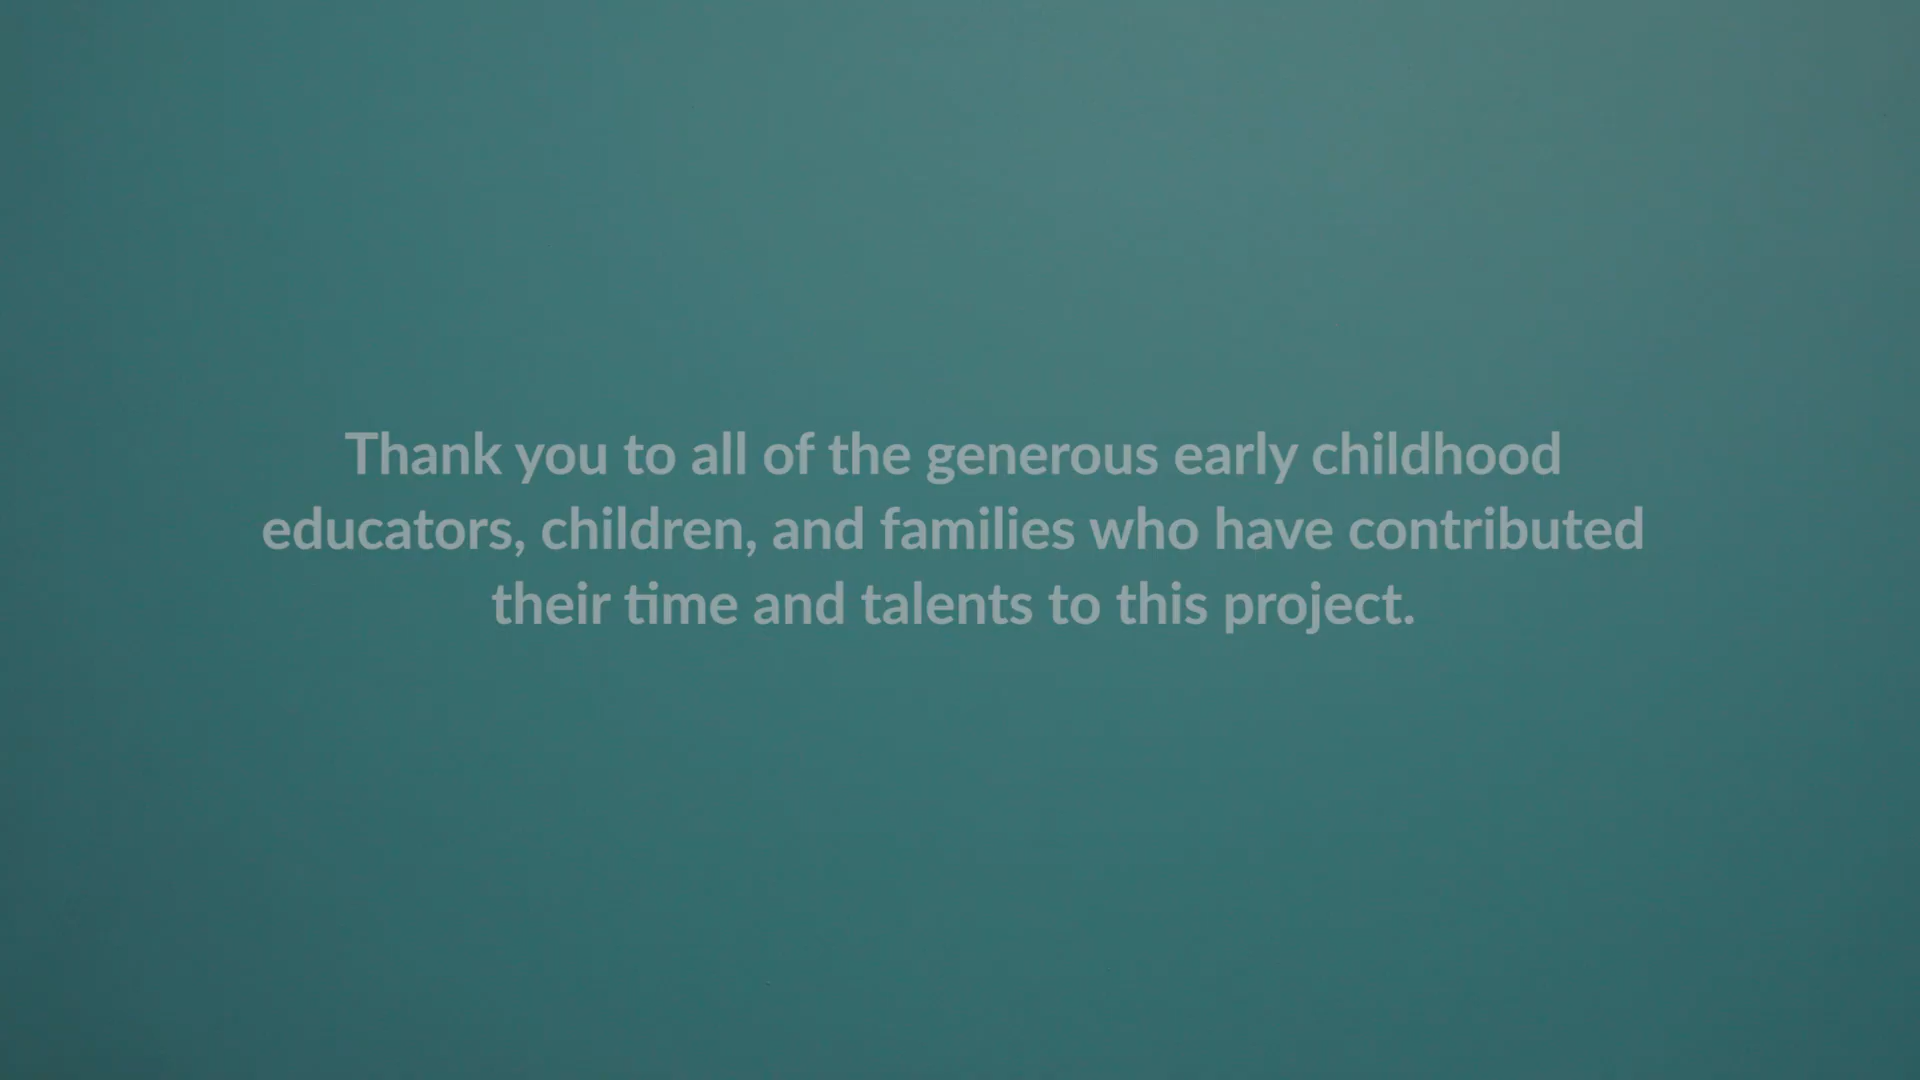 Thank you to all of the generous early childhood
educators, children, and families who have contributed
their time and talents to this project.